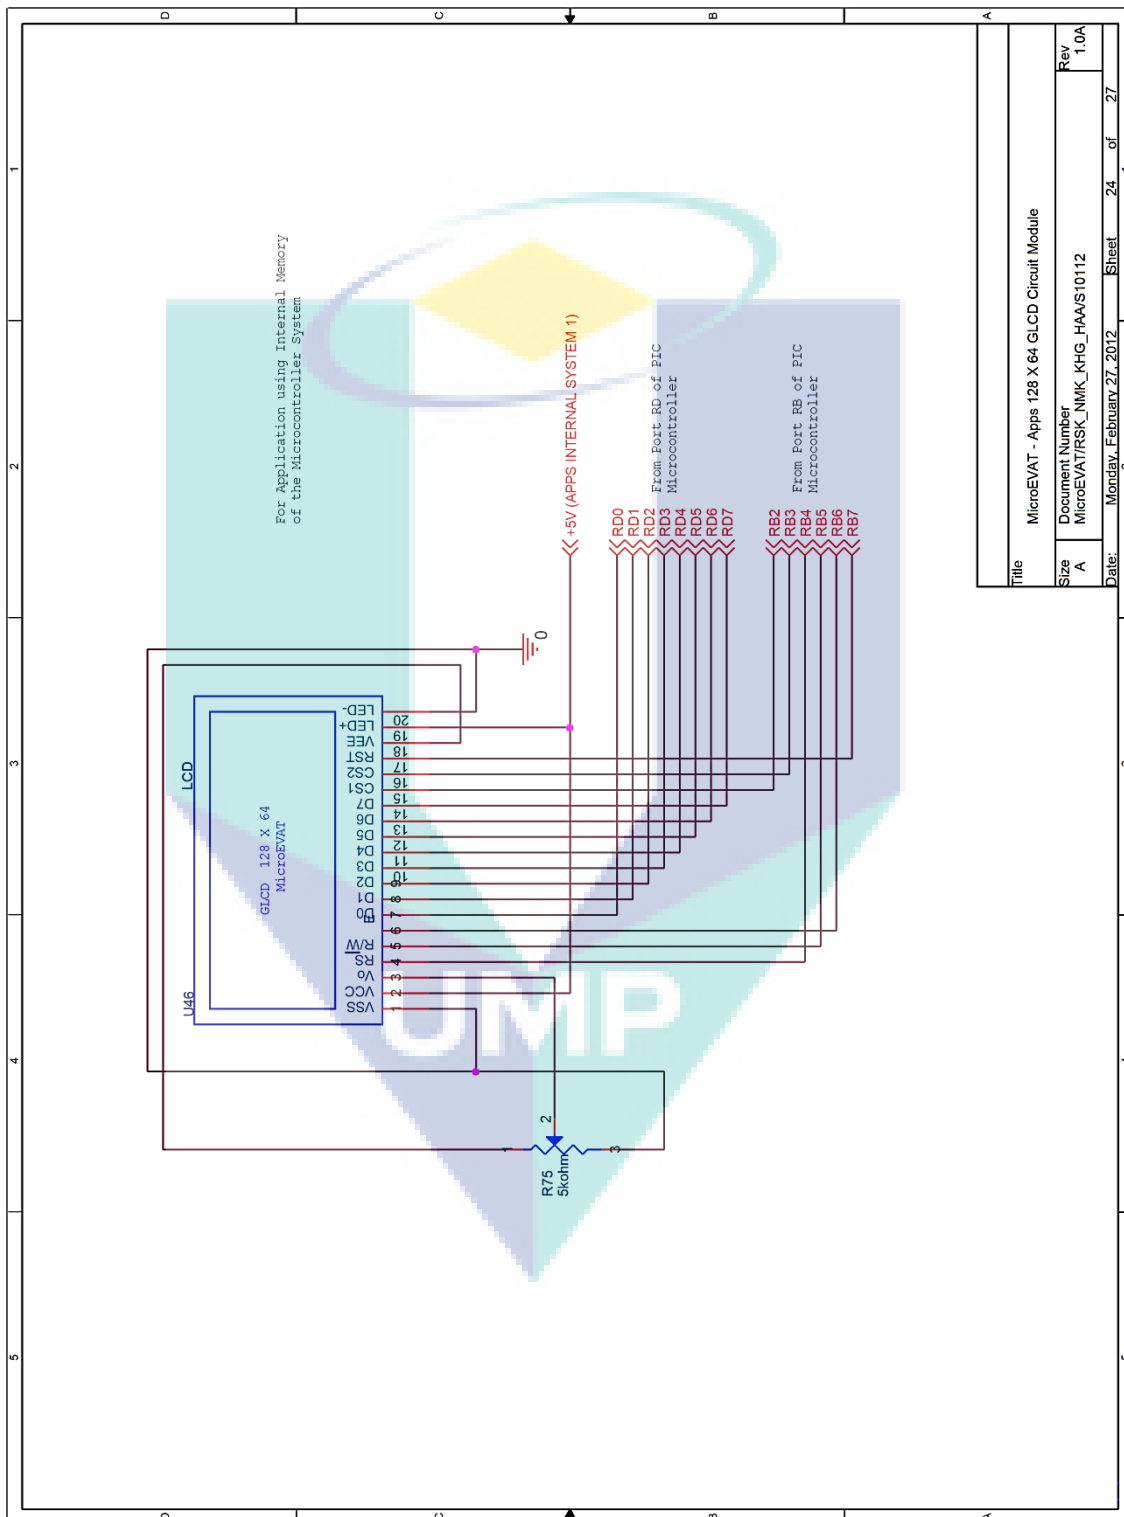 5
4
3
2
1
D
C
B
A
For Application using Internal Memory
of the Microcontroller System
LCD
U46
GLCD 128 X 64
MicroEVAT
VSS
VCC
Vo
RS
R/W
E
D0
D1
D2
D3
D4
D5
D6
D7
CS1
CS2
RST
VEE
LED+
LED-
1
2
3
4
5
6
7
8
9
10
11
12
13
14
15
16
17
18
19
20
0
+5V (APPS INTERNAL SYSTEM 1)
RD0
RD1
RD2
RD3
RD4
RD5
RD6
RD7
From Port RD of PIC
Microcontroller
RB2
RB3
RB4
RB5
RB6
RB7
From Port RB of PIC
Microcontroller
R75
5kohm
1
2
3
UMP
Title
MicroEVAT - Apps 128 X 64 GLCD Circuit Module
Size Document Number Rev
A MicroEVAT/RSK_NMK_KHG_HAA/S10112 1.0A
Date: Monday, February 27, 2012 Sheet 24 of 27